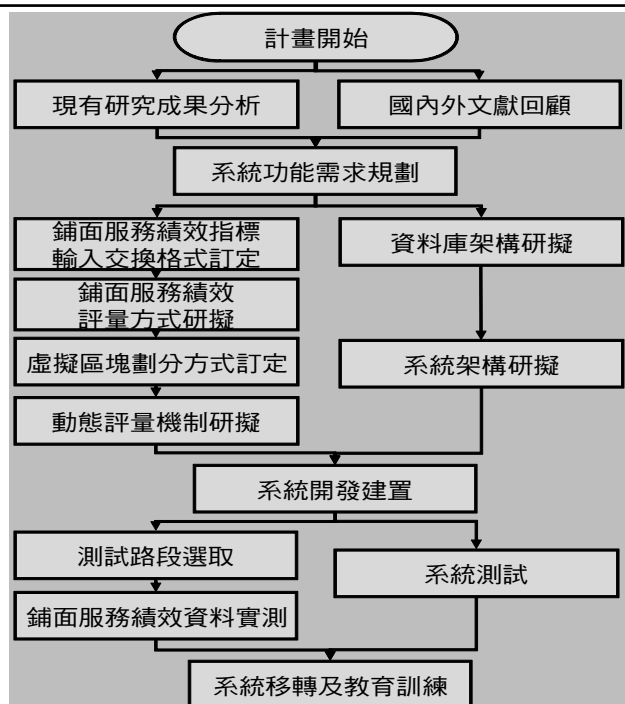 計畫開始
現有研究成果分析
國內外文獻回顧
系統功能需求規劃
鋪面服務績效指標
輸入交換格式訂定
資料庫架構研擬
鋪面服務績效
評量方式研擬
虛擬區塊劃分方式訂定
系統架構研擬
動態評量機制研擬
系統開發建置
測試路段選取
系統測試
鋪面服務績效資料實測
系統移轉及教育訓練